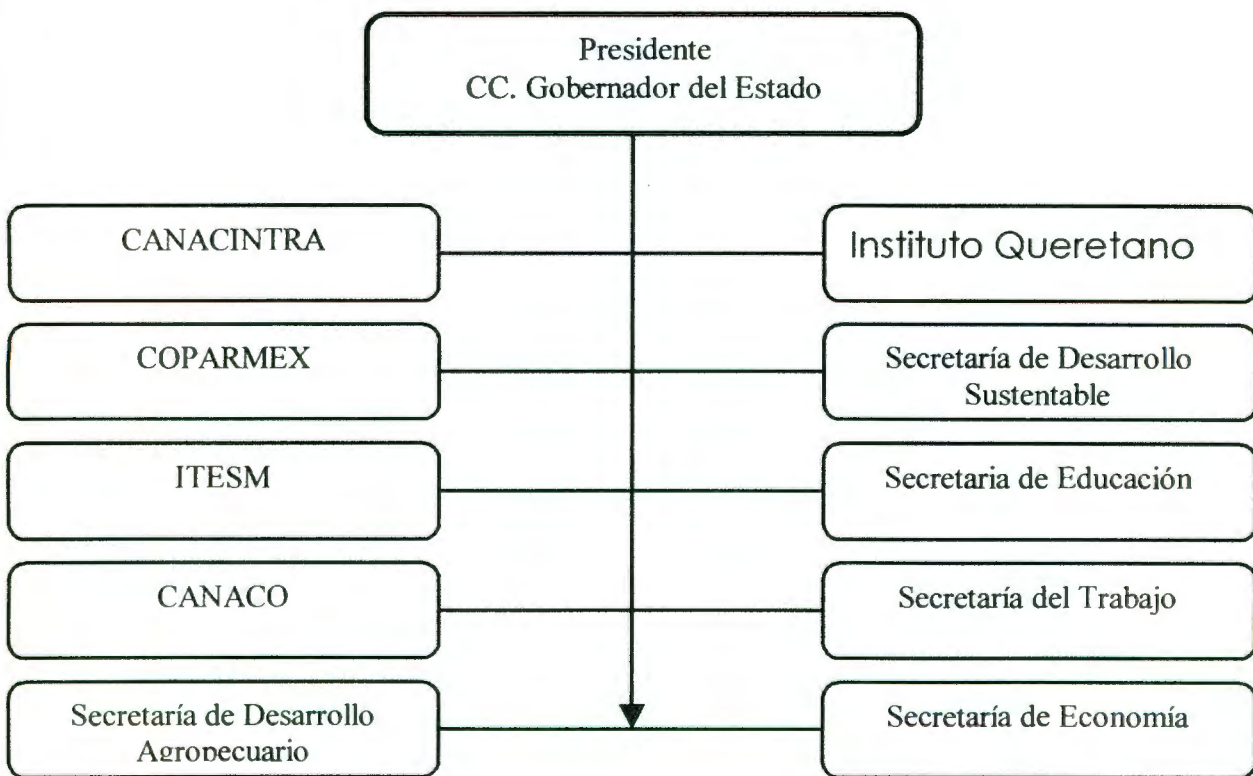 Presidente
CC. Gobernador del Estado
CANACINTRA
Instituto Queretano
COPARMEX
Secretaría de Desarrollo
Sustentable
ITESM
Secretaria de Educación
CANACO
Secretaría del Trabajo
Secretaría de Desarrollo
Agropecuario
Secretaría de Economía